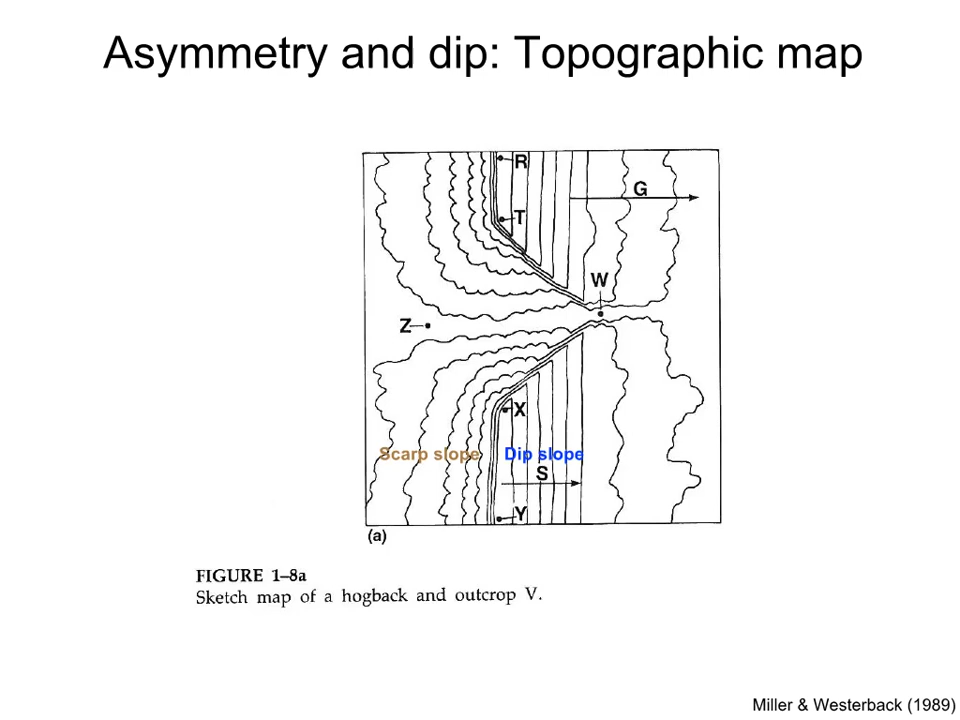 Asymmetry and dip: Topographic map
R
G
T
W
Z
X
Scarp slope
Dip slope
S
Y
(a)
FIGURE 1–8a
Sketch map of a hogback and outcrop V.
Miller & Westerback (1989)